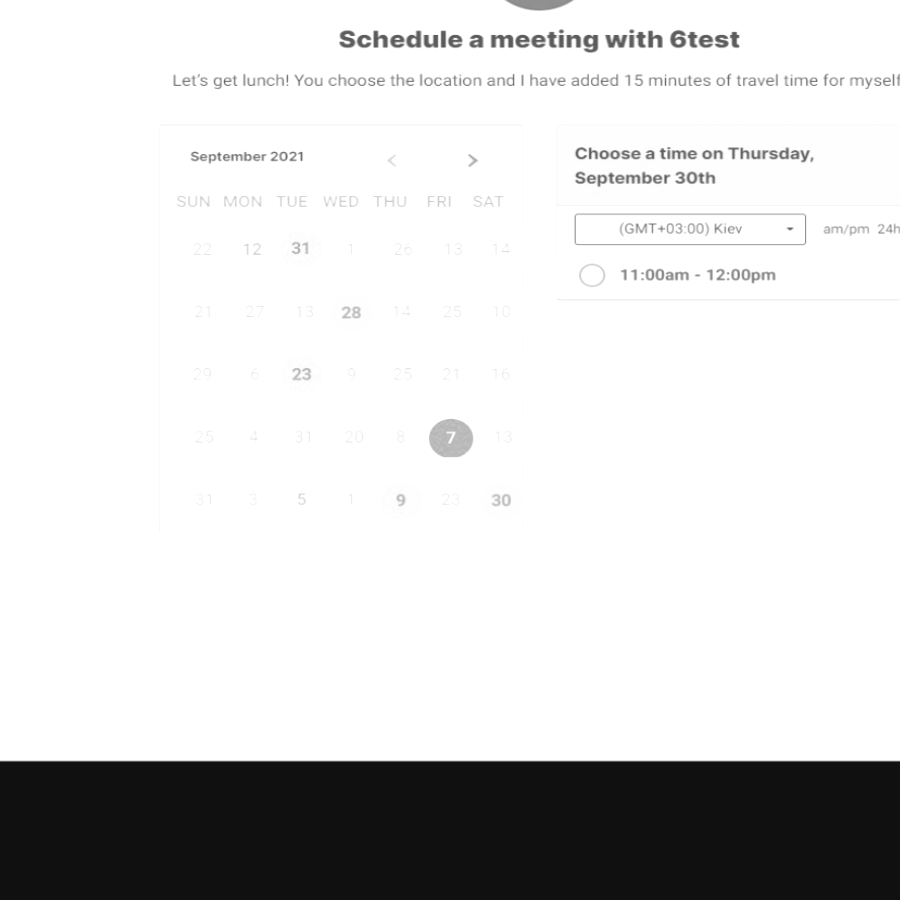 Schedule a meeting with 6test
Let's get lunch! You choose the location and I have added 15 minutes of travel time for myself
September 2021 < >
SUN MON TUE WED THU FRI SAT
22 12 31 1 26 13 14
21 27 13 28 14 25 10
29 6 23 9 25 21 16
25 4 31 20 8 7 13
31 3 5 1 9 23 30
Choose a time on Thursday,
September 30th
(GMT+03:00) Kiev am/pm 24h
11:00am - 12:00pm